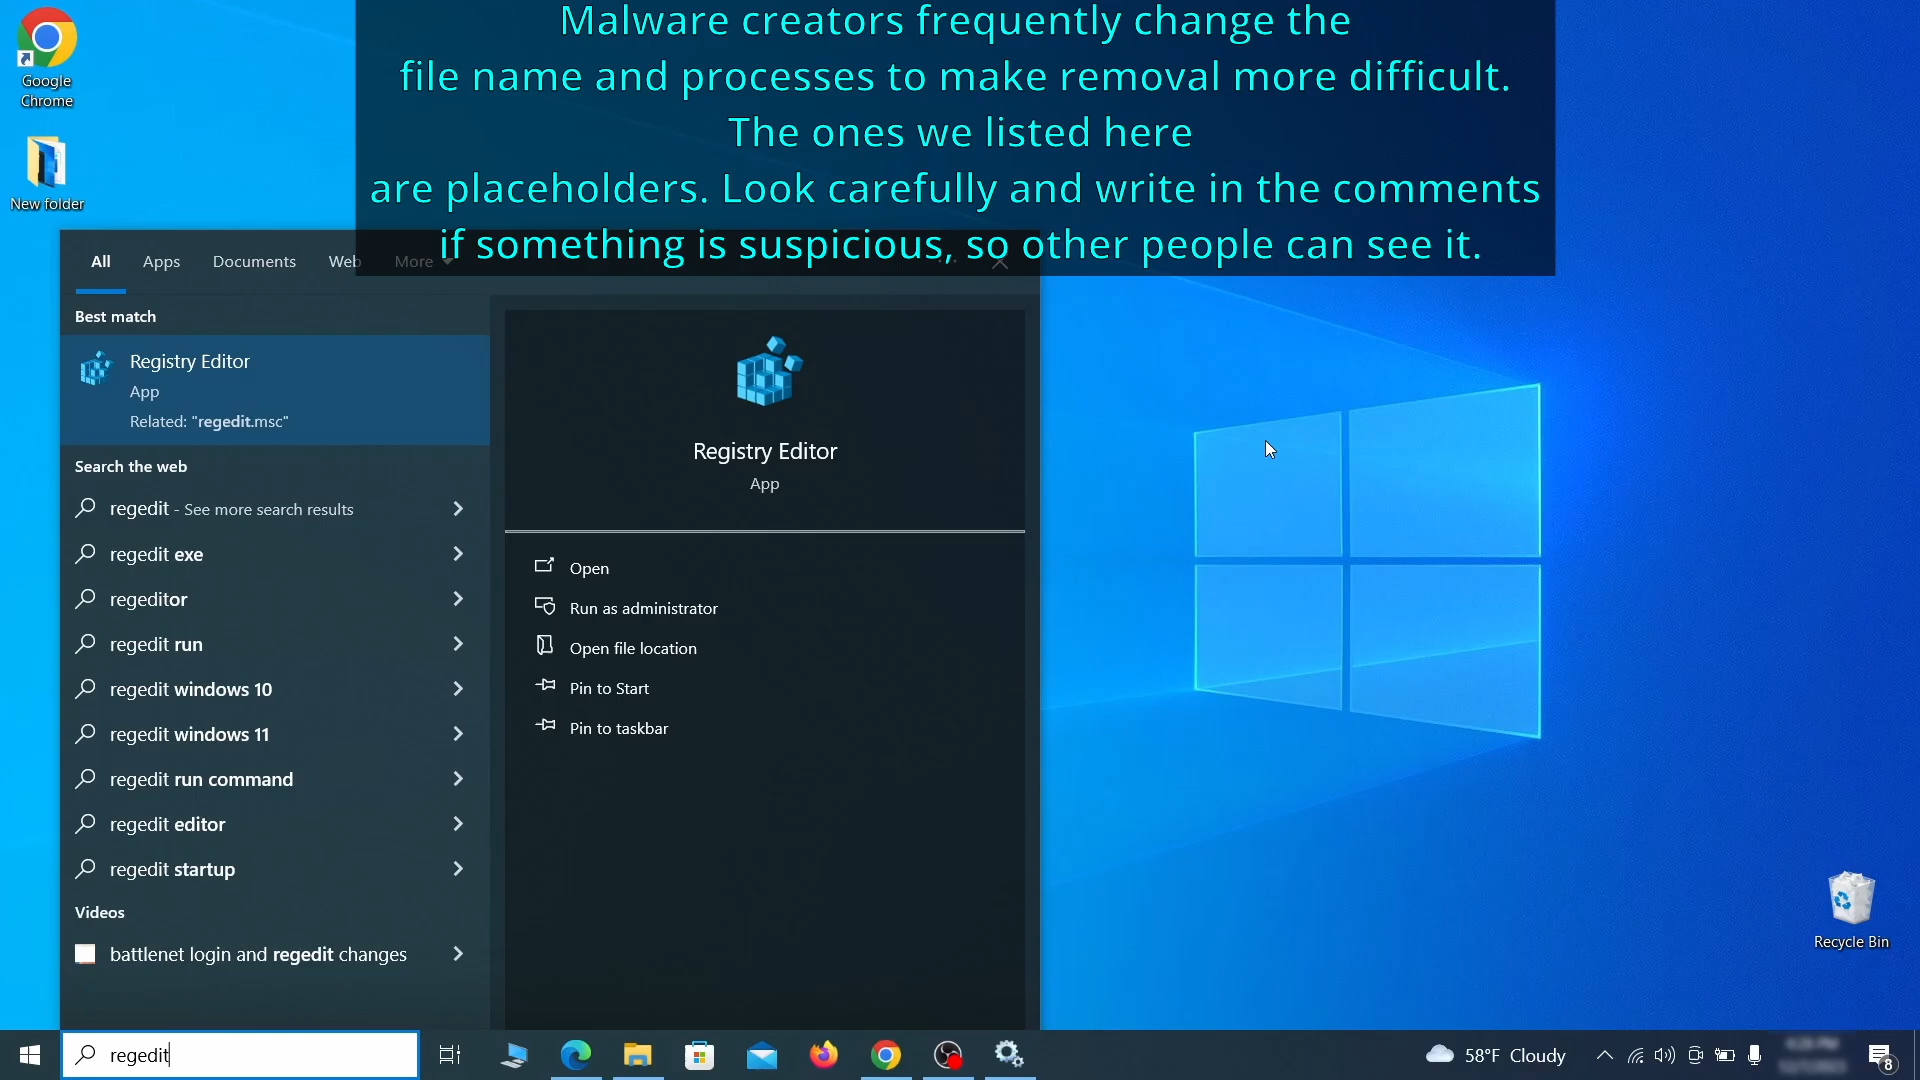 Malware creators frequently change the
file name and processes to make removal more difficult.
The ones we listed here
are placeholders. Look carefully and write in the comments
if something is suspicious, so other people can see it.
Google
Chrome
New folder
All Apps Documents Web More
Best match
Registry Editor
App
Related: "regedit.msc"
Search the web
regedit - See more search results
regedit exe
regeditor
regedit run
regedit windows 10
regedit windows 11
regedit run command
regedit editor
regedit startup
Videos
battlenet login and regedit changes
Registry Editor
App
Open
Run as administrator
Open file location
Pin to Start
Pin to taskbar
Recycle Bin
regedit
58°F Cloudy
8